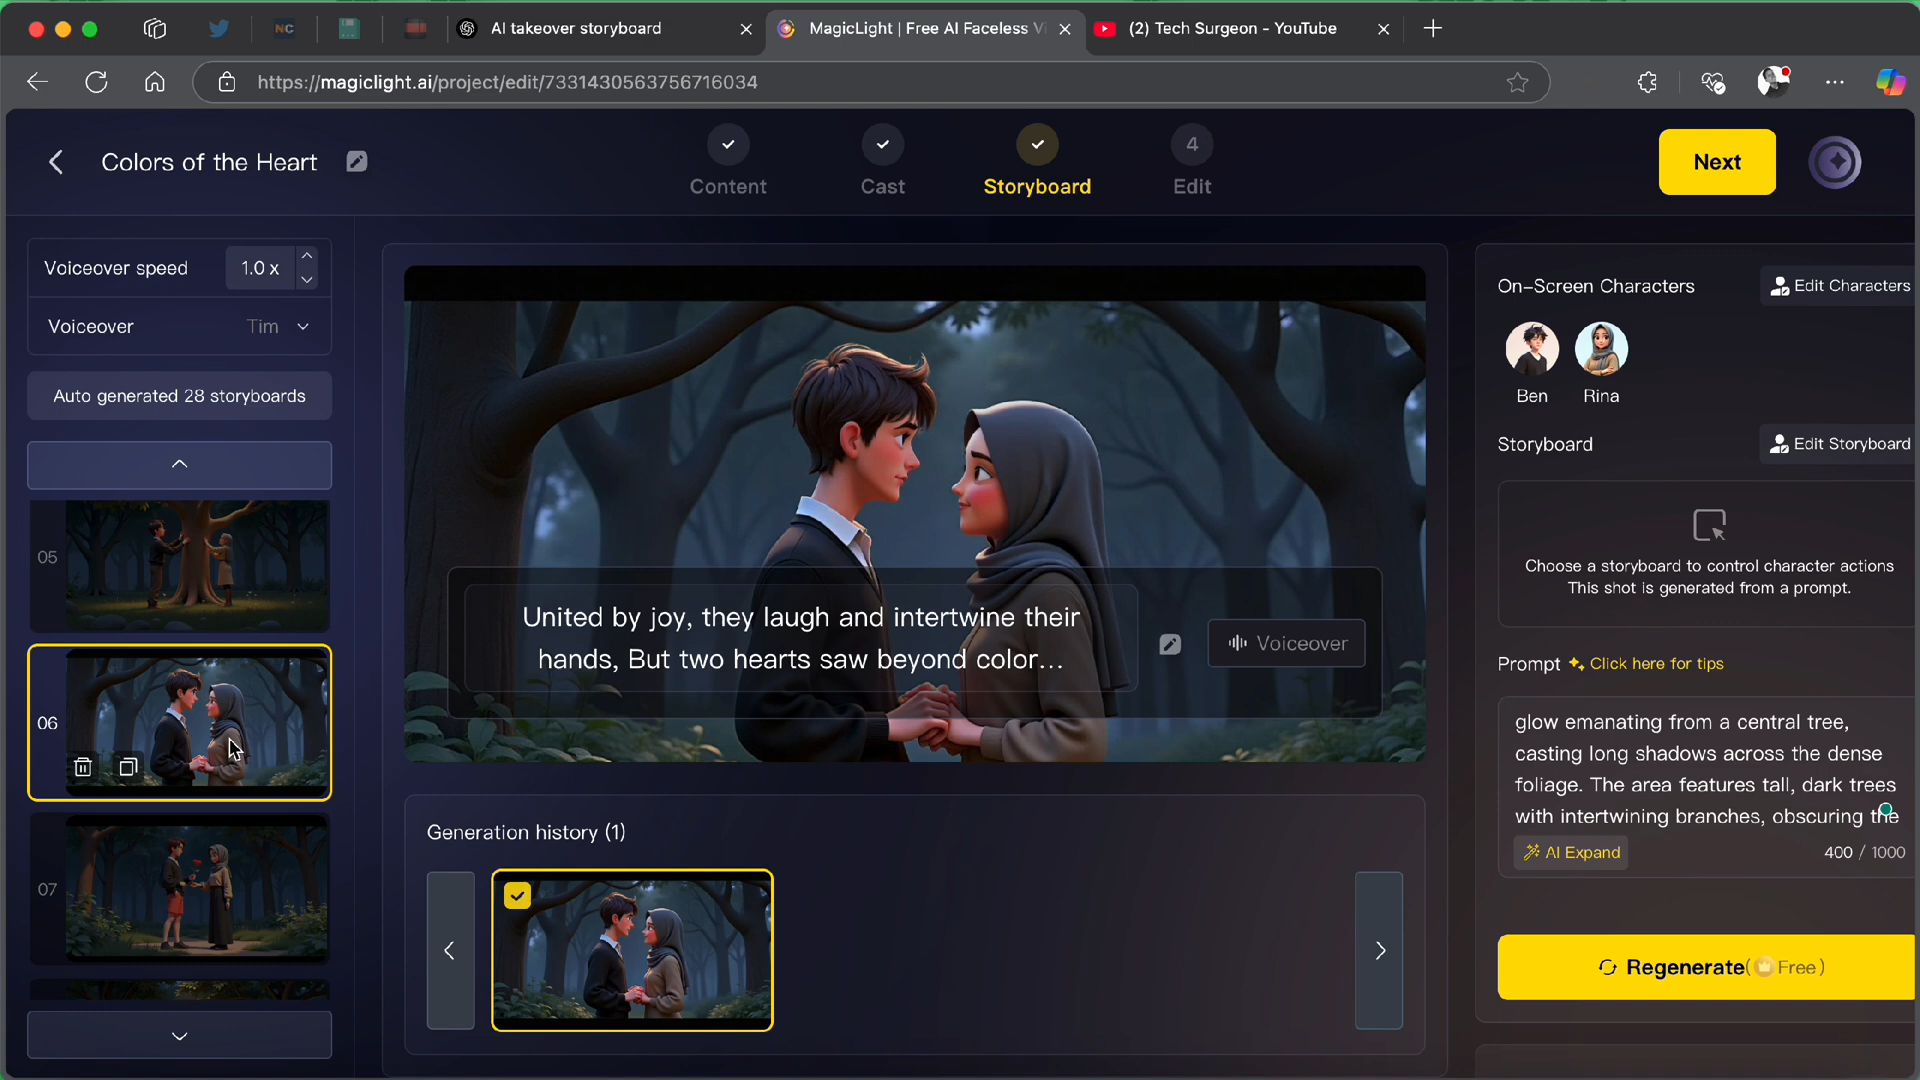 NC
AI takeover storyboard
MagicLight | Free AI Faceless Vi
(2) Tech Surgeon - YouTube
https://magiclight.ai/project/edit/7331430563756716034
Colors of the Heart
Content
Cast
Storyboard
4
Edit
Next
Voiceover speed
1.0 x
Voiceover
Tim
Auto generated 28 storyboards
05
06
07
United by joy, they laugh and intertwine their
hands, But two hearts saw beyond color...
Voiceover
Generation history (1)
On-Screen Characters
Edit Characters
Ben
Rina
Storyboard
Edit Storyboard
Choose a storyboard to control character actions
This shot is generated from a prompt.
Prompt
Click here for tips
glow emanating from a central tree,
casting long shadows across the dense
foliage. The area features tall, dark trees
with intertwining branches, obscuring the
AI Expand
400 / 1000
Regenerate( Free )